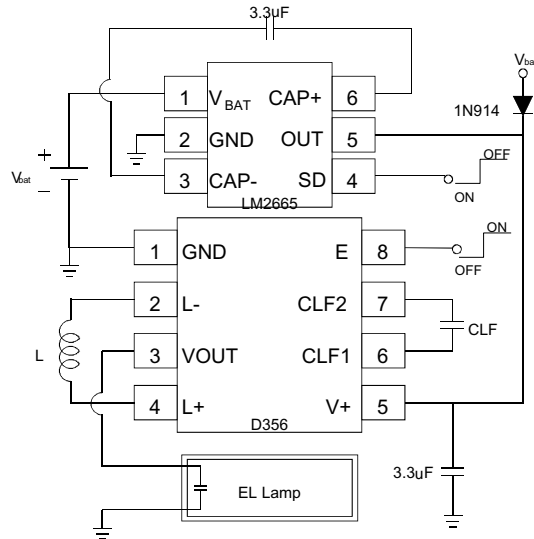 3.3uF
1 VBAT CAP+ 6
2 GND OUT 5
3 CAP- SD 4
LM2665
Vba
1N914
OFF
ON
+
Vbat
−
1 GND E 8
2 L- CLF2 7
3 VOUT CLF1 6
4 L+ V+ 5
D356
ON
OFF
CLF
L
3.3uF
EL Lamp